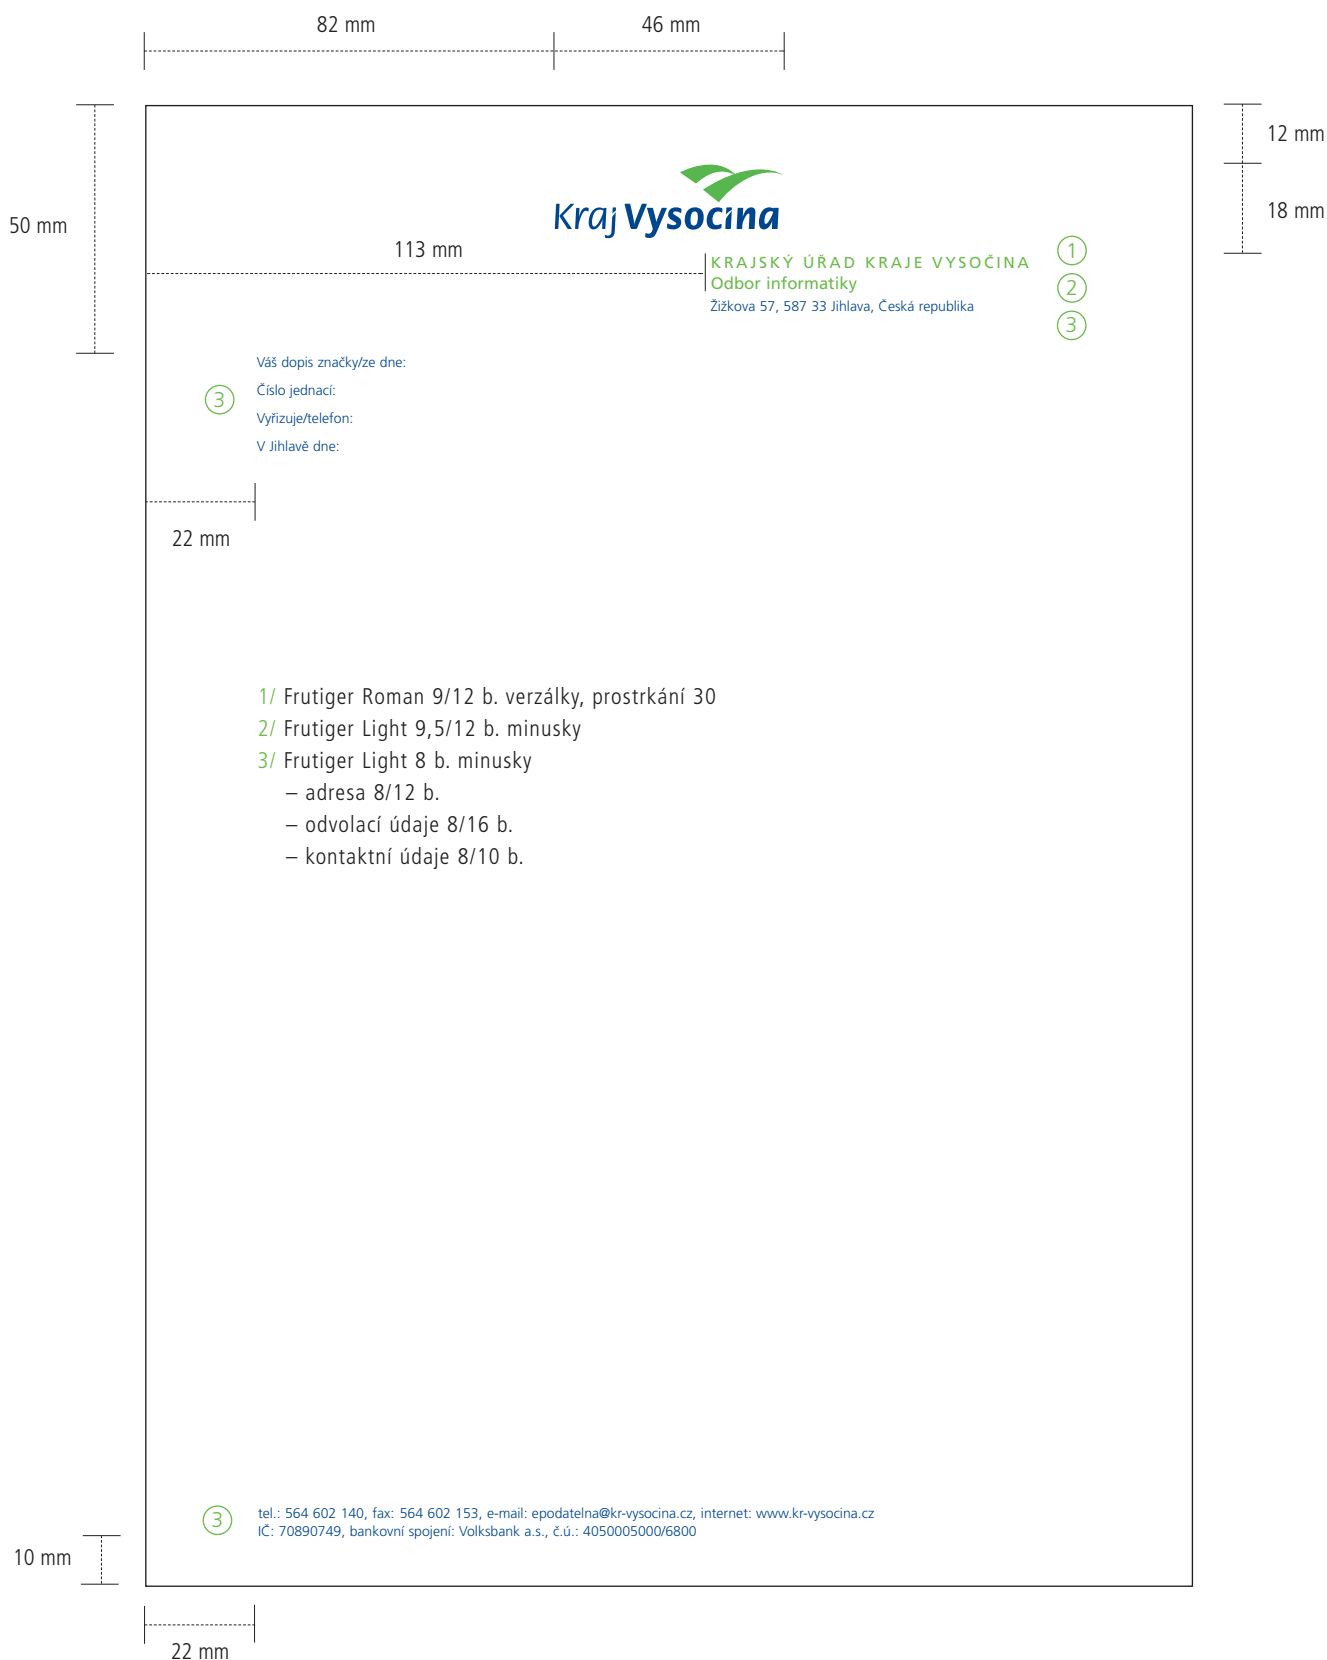 82 mm
46 mm
12 mm
18 mm
50 mm
Kraj Vysočina
113 mm
KRAJSKÝ ÚŘAD KRAJE VYSOČINA
1
Odbor informatiky
2
Žižkova 57, 587 33 Jihlava, Česká republika
3
Váš dopis značky/ze dne:
3
Číslo jednací:
Vyřizuje/telefon:
V Jihlavě dne:
22 mm
1/ Frutiger Roman 9/12 b. verzálky, prostrkání 30
2/ Frutiger Light 9,5/12 b. minusky
3/ Frutiger Light 8 b. minusky
– adresa 8/12 b.
– odvolací údaje 8/16 b.
– kontaktní údaje 8/10 b.
3
tel.: 564 602 140, fax: 564 602 153, e-mail: epodatelna@kr-vysocina.cz, internet: www.kr-vysocina.cz
IČ: 70890749, bankovní spojení: Volksbank a.s., č.ú.: 4050005000/6800
10 mm
22 mm